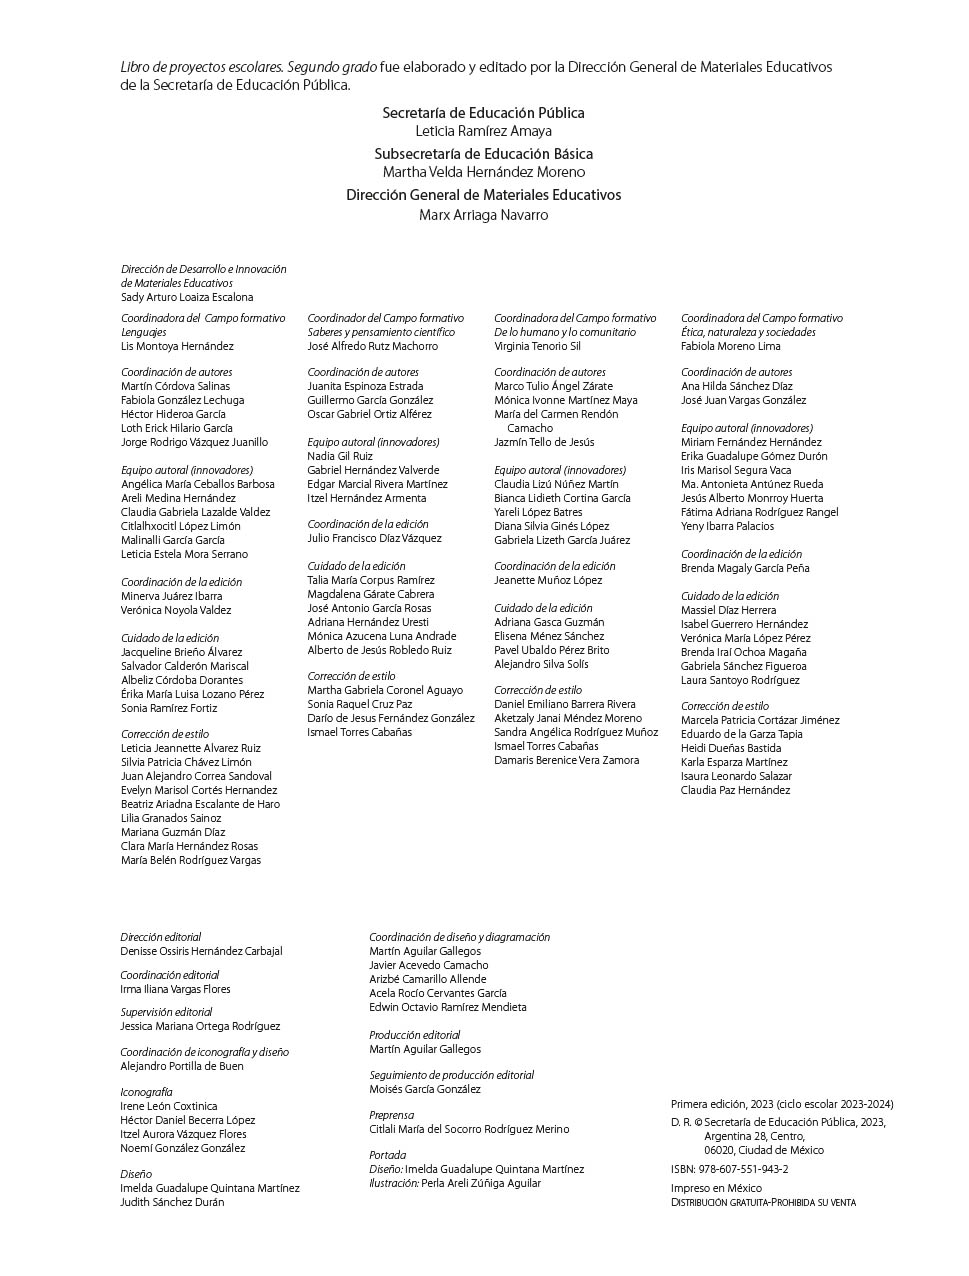 Libro de proyectos escolares. Segundo grado fue elaborado y editado por la Dirección General de Materiales Educativos
de la Secretaría de Educación Pública.
Secretaría de Educación Pública
Leticia Ramírez Amaya
Subsecretaría de Educación Básica
Martha Velda Hernández Moreno
Dirección General de Materiales Educativos
Marx Arriaga Navarro
Dirección de Desarrollo e Innovación
de Materiales Educativos
Sady Arturo Loaiza Escalona
Coordinadora del Campo formativo
Lenguajes
Lis Montoya Hernández
Coordinación de autores
Martín Córdova Salinas
Fabiola González Lechuga
Héctor Hideroa García
Loth Erick Hilario García
Jorge Rodrigo Vázquez Juanillo
Equipo autoral (innovadores)
Angélica María Ceballos Barbosa
Areli Medina Hernández
Claudia Gabriela Lazalde Valdez
Citlalhxocitl López Limón
Malinalli García García
Leticia Estela Mora Serrano
Coordinación de la edición
Minerva Juárez Ibarra
Verónica Noyola Valdez
Cuidado de la edición
Jacqueline Brieño Álvarez
Salvador Calderón Mariscal
Albeliz Córdoba Dorantes
Érika María Luisa Lozano Pérez
Sonia Ramírez Fortiz
Corrección de estilo
Leticia Jeannette Alvarez Ruiz
Silvia Patricia Chávez Limón
Juan Alejandro Correa Sandoval
Evelyn Marisol Cortés Hernandez
Beatriz Ariadna Escalante de Haro
Lilia Granados Sainoz
Mariana Guzmán Díaz
Clara María Hernández Rosas
María Belén Rodríguez Vargas
Coordinador del Campo formativo
Saberes y pensamiento científico
José Alfredo Rutz Machorro
Coordinación de autores
Juanita Espinoza Estrada
Guillermo García González
Oscar Gabriel Ortiz Alférez
Equipo autoral (innovadores)
Nadia Gil Ruiz
Gabriel Hernández Valverde
Edgar Marcial Rivera Martínez
Itzel Hernández Armenta
Coordinación de la edición
Julio Francisco Díaz Vázquez
Cuidado de la edición
Talia María Corpus Ramírez
Magdalena Gárate Cabrera
José Antonio García Rosas
Adriana Hernández Uresti
Mónica Azucena Luna Andrade
Alberto de Jesús Robledo Ruiz
Corrección de estilo
Martha Gabriela Coronel Aguayo
Sonia Raquel Cruz Paz
Darío de Jesus Fernández González
Ismael Torres Cabañas
Coordinadora del Campo formativo
De lo humano y lo comunitario
Virginia Tenorio Sil
Coordinación de autores
Marco Tulio Ángel Zárate
Mónica Ivonne Martínez Maya
María del Carmen Rendón
Camacho
Jazmín Tello de Jesús
Equipo autoral (innovadores)
Claudia Lizú Núñez Martín
Bianca Lidieth Cortina García
Yareli López Batres
Diana Silvia Ginés López
Gabriela Lizeth García Juárez
Coordinación de la edición
Jeanette Muñoz López
Cuidado de la edición
Adriana Gasca Guzmán
Elisena Ménez Sánchez
Pavel Ubaldo Pérez Brito
Alejandro Silva Solís
Corrección de estilo
Daniel Emiliano Barrera Rivera
Aketzaly Janai Méndez Moreno
Sandra Angélica Rodríguez Muñoz
Ismael Torres Cabañas
Damaris Berenice Vera Zamora
Coordinadora del Campo formativo
Ética, naturaleza y sociedades
Fabiola Moreno Lima
Coordinación de autores
Ana Hilda Sánchez Díaz
José Juan Vargas González
Equipo autoral (innovadores)
Miriam Fernández Hernández
Erika Guadalupe Gómez Durón
Iris Marisol Segura Vaca
Ma. Antonieta Antúnez Rueda
Jesús Alberto Monrroy Huerta
Fátima Adriana Rodríguez Rangel
Yeny Ibarra Palacios
Coordinación de la edición
Brenda Magaly García Peña
Cuidado de la edición
Massiel Díaz Herrera
Isabel Guerrero Hernández
Verónica María López Pérez
Brenda Iraí Ochoa Magaña
Gabriela Sánchez Figueroa
Laura Santoyo Rodríguez
Corrección de estilo
Marcela Patricia Cortázar Jiménez
Eduardo de la Garza Tapia
Heidi Dueñas Bastida
Karla Esparza Martínez
Isaura Leonardo Salazar
Claudia Paz Hernández
Dirección editorial
Denisse Ossiris Hernández Carbajal
Coordinación editorial
Irma Iliana Vargas Flores
Supervisión editorial
Jessica Mariana Ortega Rodríguez
Coordinación de iconografía y diseño
Alejandro Portilla de Buen
Iconografía
Irene León Coxtinica
Héctor Daniel Becerra López
Itzel Aurora Vázquez Flores
Noemí González González
Diseño
Imelda Guadalupe Quintana Martínez
Judith Sánchez Durán
Coordinación de diseño y diagramación
Martín Aguilar Gallegos
Javier Acevedo Camacho
Arizbé Camarillo Allende
Acela Rocío Cervantes García
Edwin Octavio Ramírez Mendieta
Producción editorial
Martín Aguilar Gallegos
Seguimiento de producción editorial
Moisés García González
Preprensa
Citlali María del Socorro Rodríguez Merino
Portada
Diseño: Imelda Guadalupe Quintana Martínez
Ilustración: Perla Areli Zúñiga Aguilar
Primera edición, 2023 (ciclo escolar 2023-2024)
D. R. © Secretaría de Educación Pública, 2023,
Argentina 28, Centro,
06020, Ciudad de México
ISBN: 978-607-551-943-2
Impreso en México
DISTRIBUCIÓN GRATUITA-PROHIBIDA SU VENTA